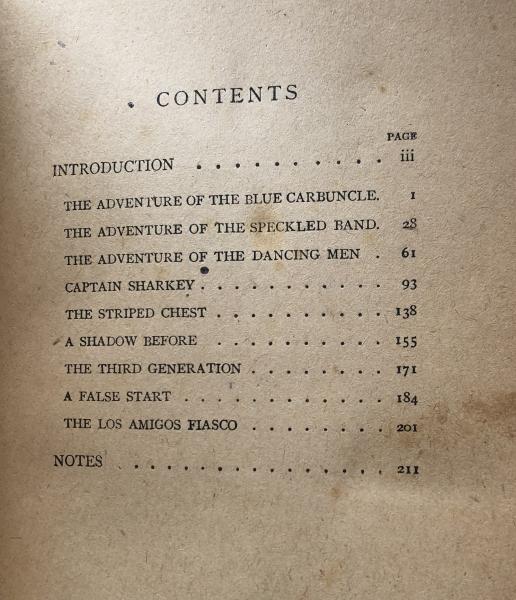 CONTENTS
PAGE
INTRODUCTION . . . . . . . . . . iii
THE ADVENTURE OF THE BLUE CARBUNCLE. 1
THE ADVENTURE OF THE SPECKLED BAND. 28
THE ADVENTURE OF THE DANCING MEN . 61
CAPTAIN SHARKEY . . . . . . . . . . 93
THE STRIPED CHEST . . . . . . . . . 138
A SHADOW BEFORE . . . . . . . . . 155
THE THIRD GENERATION . . . . . . . . 171
A FALSE START . . . . . . . . . . . 184
THE LOS AMIGOS FIASCO . . . . . . . 201
NOTES . . . . . . . . . . . . . . . 211